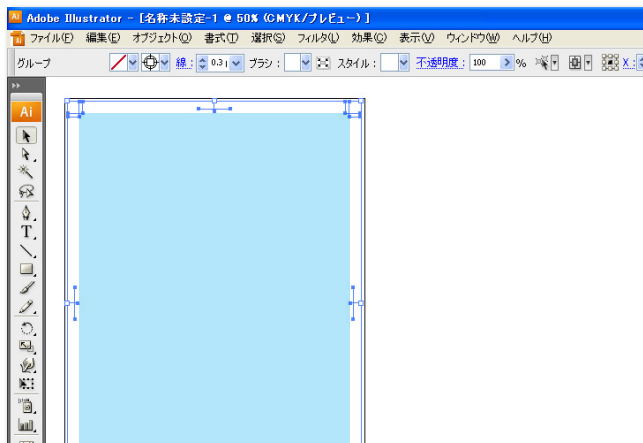 Adobe Illustrator - [名称未設定-1 @ 50% (CMYK/プレビュー) ]
ファイル(F) 編集(E) オブジェクト(O) 書式(T) 選択(S) フィルタ(L) 効果(C) 表示(V) ウィンドウ(W) ヘルプ(H)
グループ 線: 0.3 ブラシ: スタイル: 不透明度: 100 % X:
Ai
T